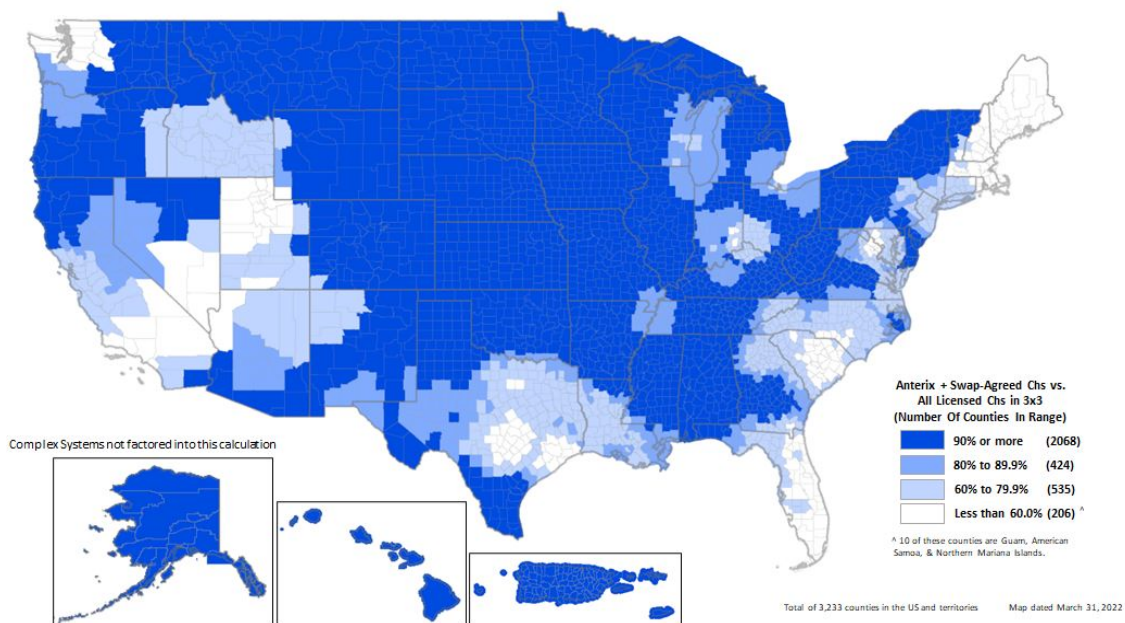 Anterix + Swap-Agreed Chs vs.
All Licensed Chs in 3x3
(Number Of Counties In Range)
90% or more (2068)
80% to 89.9% (424)
60% to 79.9% (535)
Less than 60.0% (206) ^
^ 10 of these counties are Guam, American
Samoa, & Northern Mariana Islands.
Complex Systems not factored into this calculation
Total of 3,233 counties in the US and territories Map dated March 31, 2022